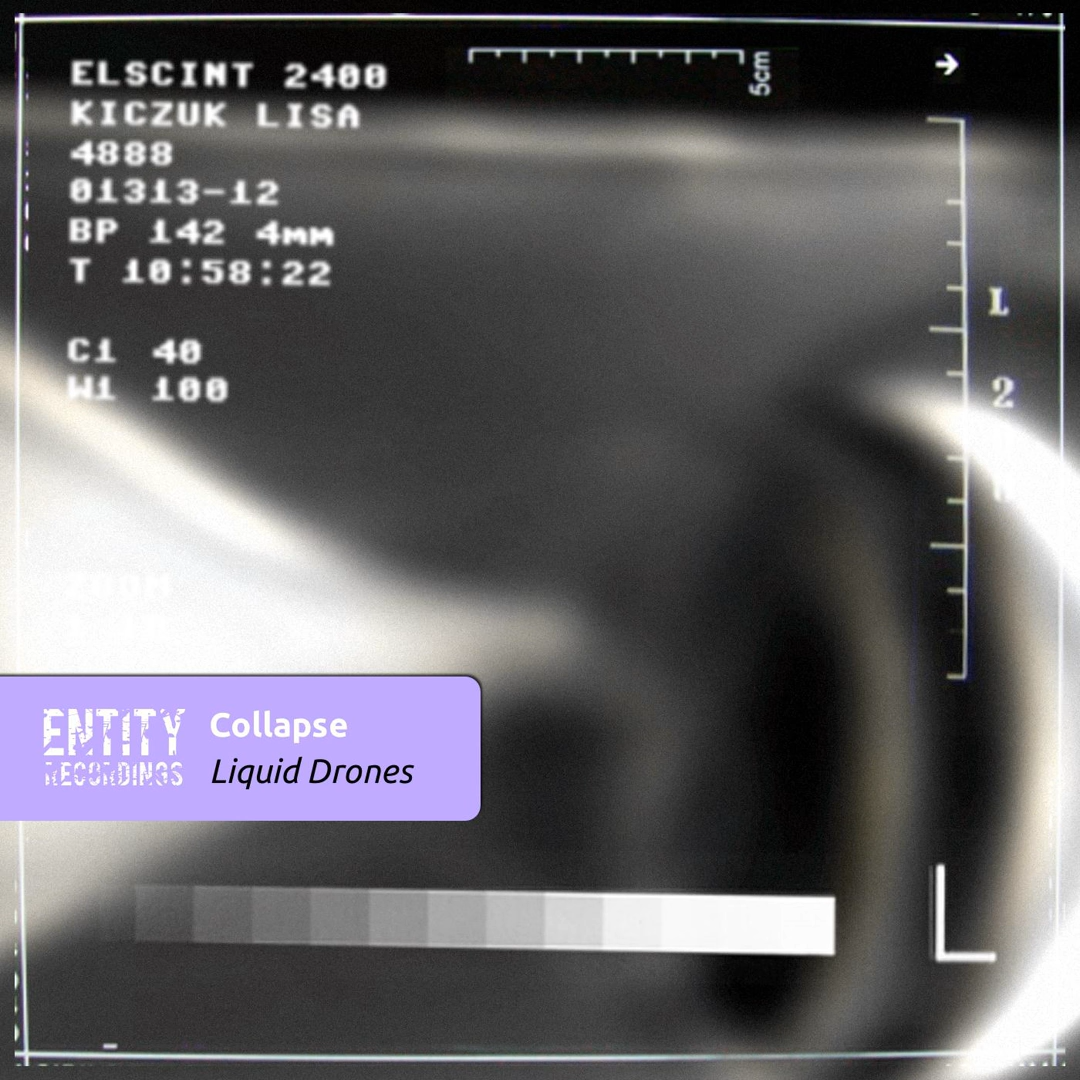 ELSCINT 2400
KICZUK LISA
4888
01313-12
BP 142 4mm
T 10:58:22
C1 40
W1 100
5cm
→
1
2
ZOOM
ENTITY
RECORDINGS
Collapse
Liquid Drones
L